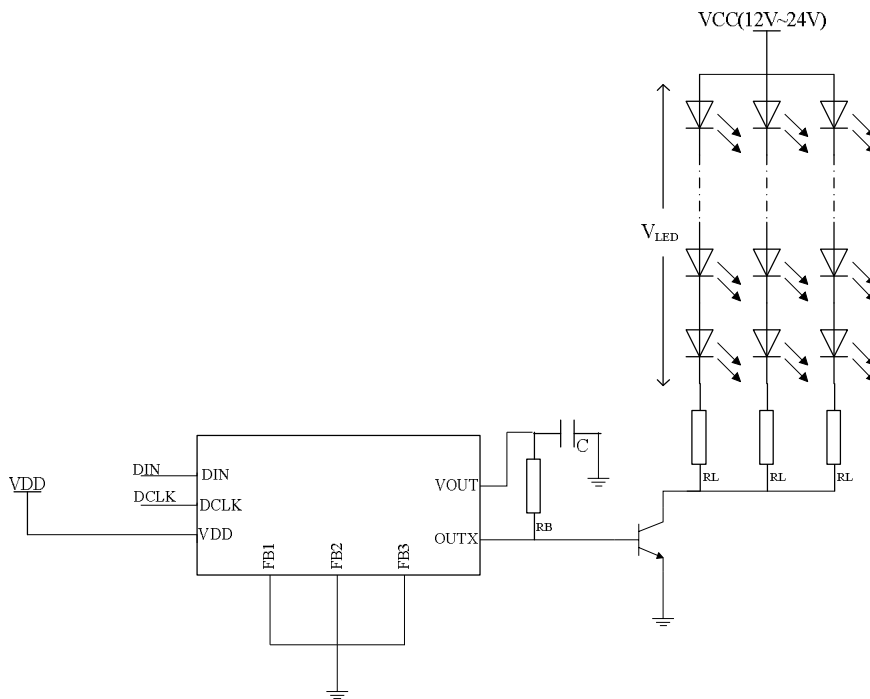 VCC(12V~24V)
VLED
RL
RL
RL
C
RB
VDD
DIN
DCLK
DIN
DCLK
VDD
VOUT
OUTX
FB1
FB2
FB3